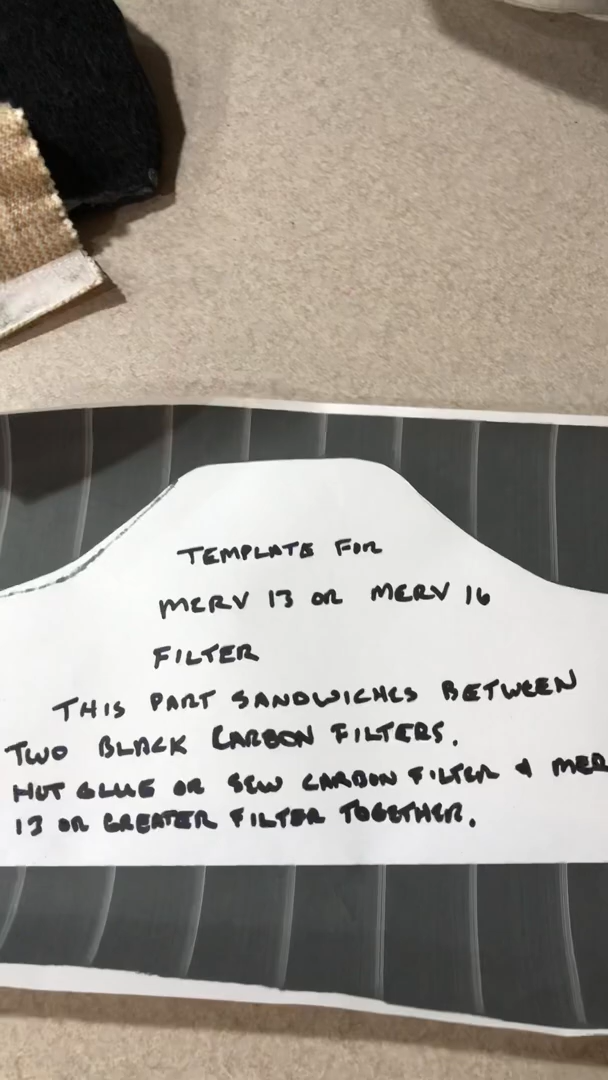 TEMPLATE FOR
MERV 13 OR MERV 16
FILTER
THIS PART SANDWICHES BETWEEN
TWO BLACK CARBON FILTERS.
HOT GLUE OR SEW CARBON FILTER & MER
13 OR GREATER FILTER TOGETHER.